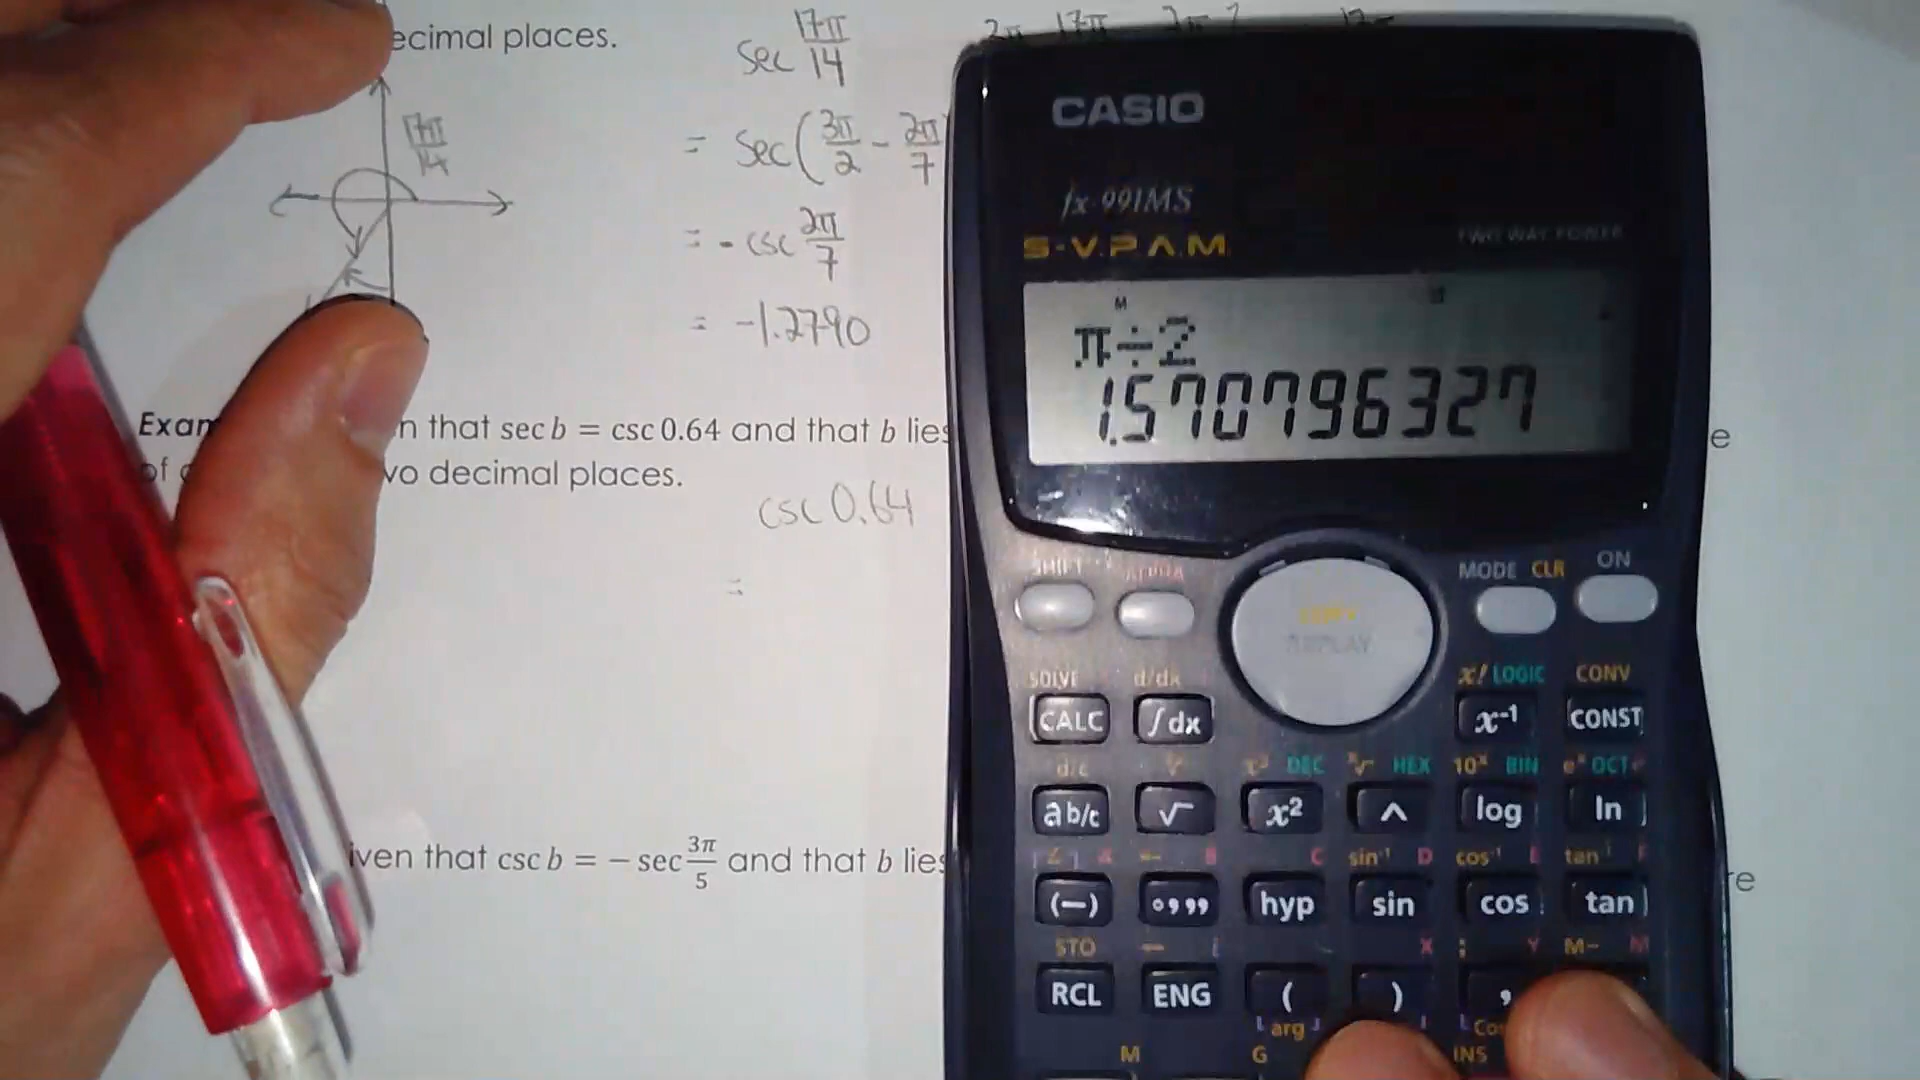 ecimal places.
sec 17π/14
17π/14
= sec(3π/2 - 2π/7
= - csc 2π/7
= -1.2790
Exam
n that sec b = csc 0.64 and that b lies
e
of
vo decimal places.
csc 0.64
=
iven that csc b = − sec 3π/5 and that b lies
re
CASIO
fx-991MS
S-V.P.A.M.
TWO WAY POWER
M
π÷2
1.570796327
SHIFT ALPHA MODE CLR ON
REPLAY
SOLVE d/dx x! LOGIC CONV
CALC ∫dx x⁻¹ CONST
d/c DEC HEX 10ˣ BIN eˣ OCT
ab/c √ x² ^ log ln
A B C sin⁻¹ D cos⁻¹ E tan⁻¹ F
(−) °,,, hyp sin cos tan
STO X ; Y M− M
RCL ENG ( ) ,
arg
M G INS